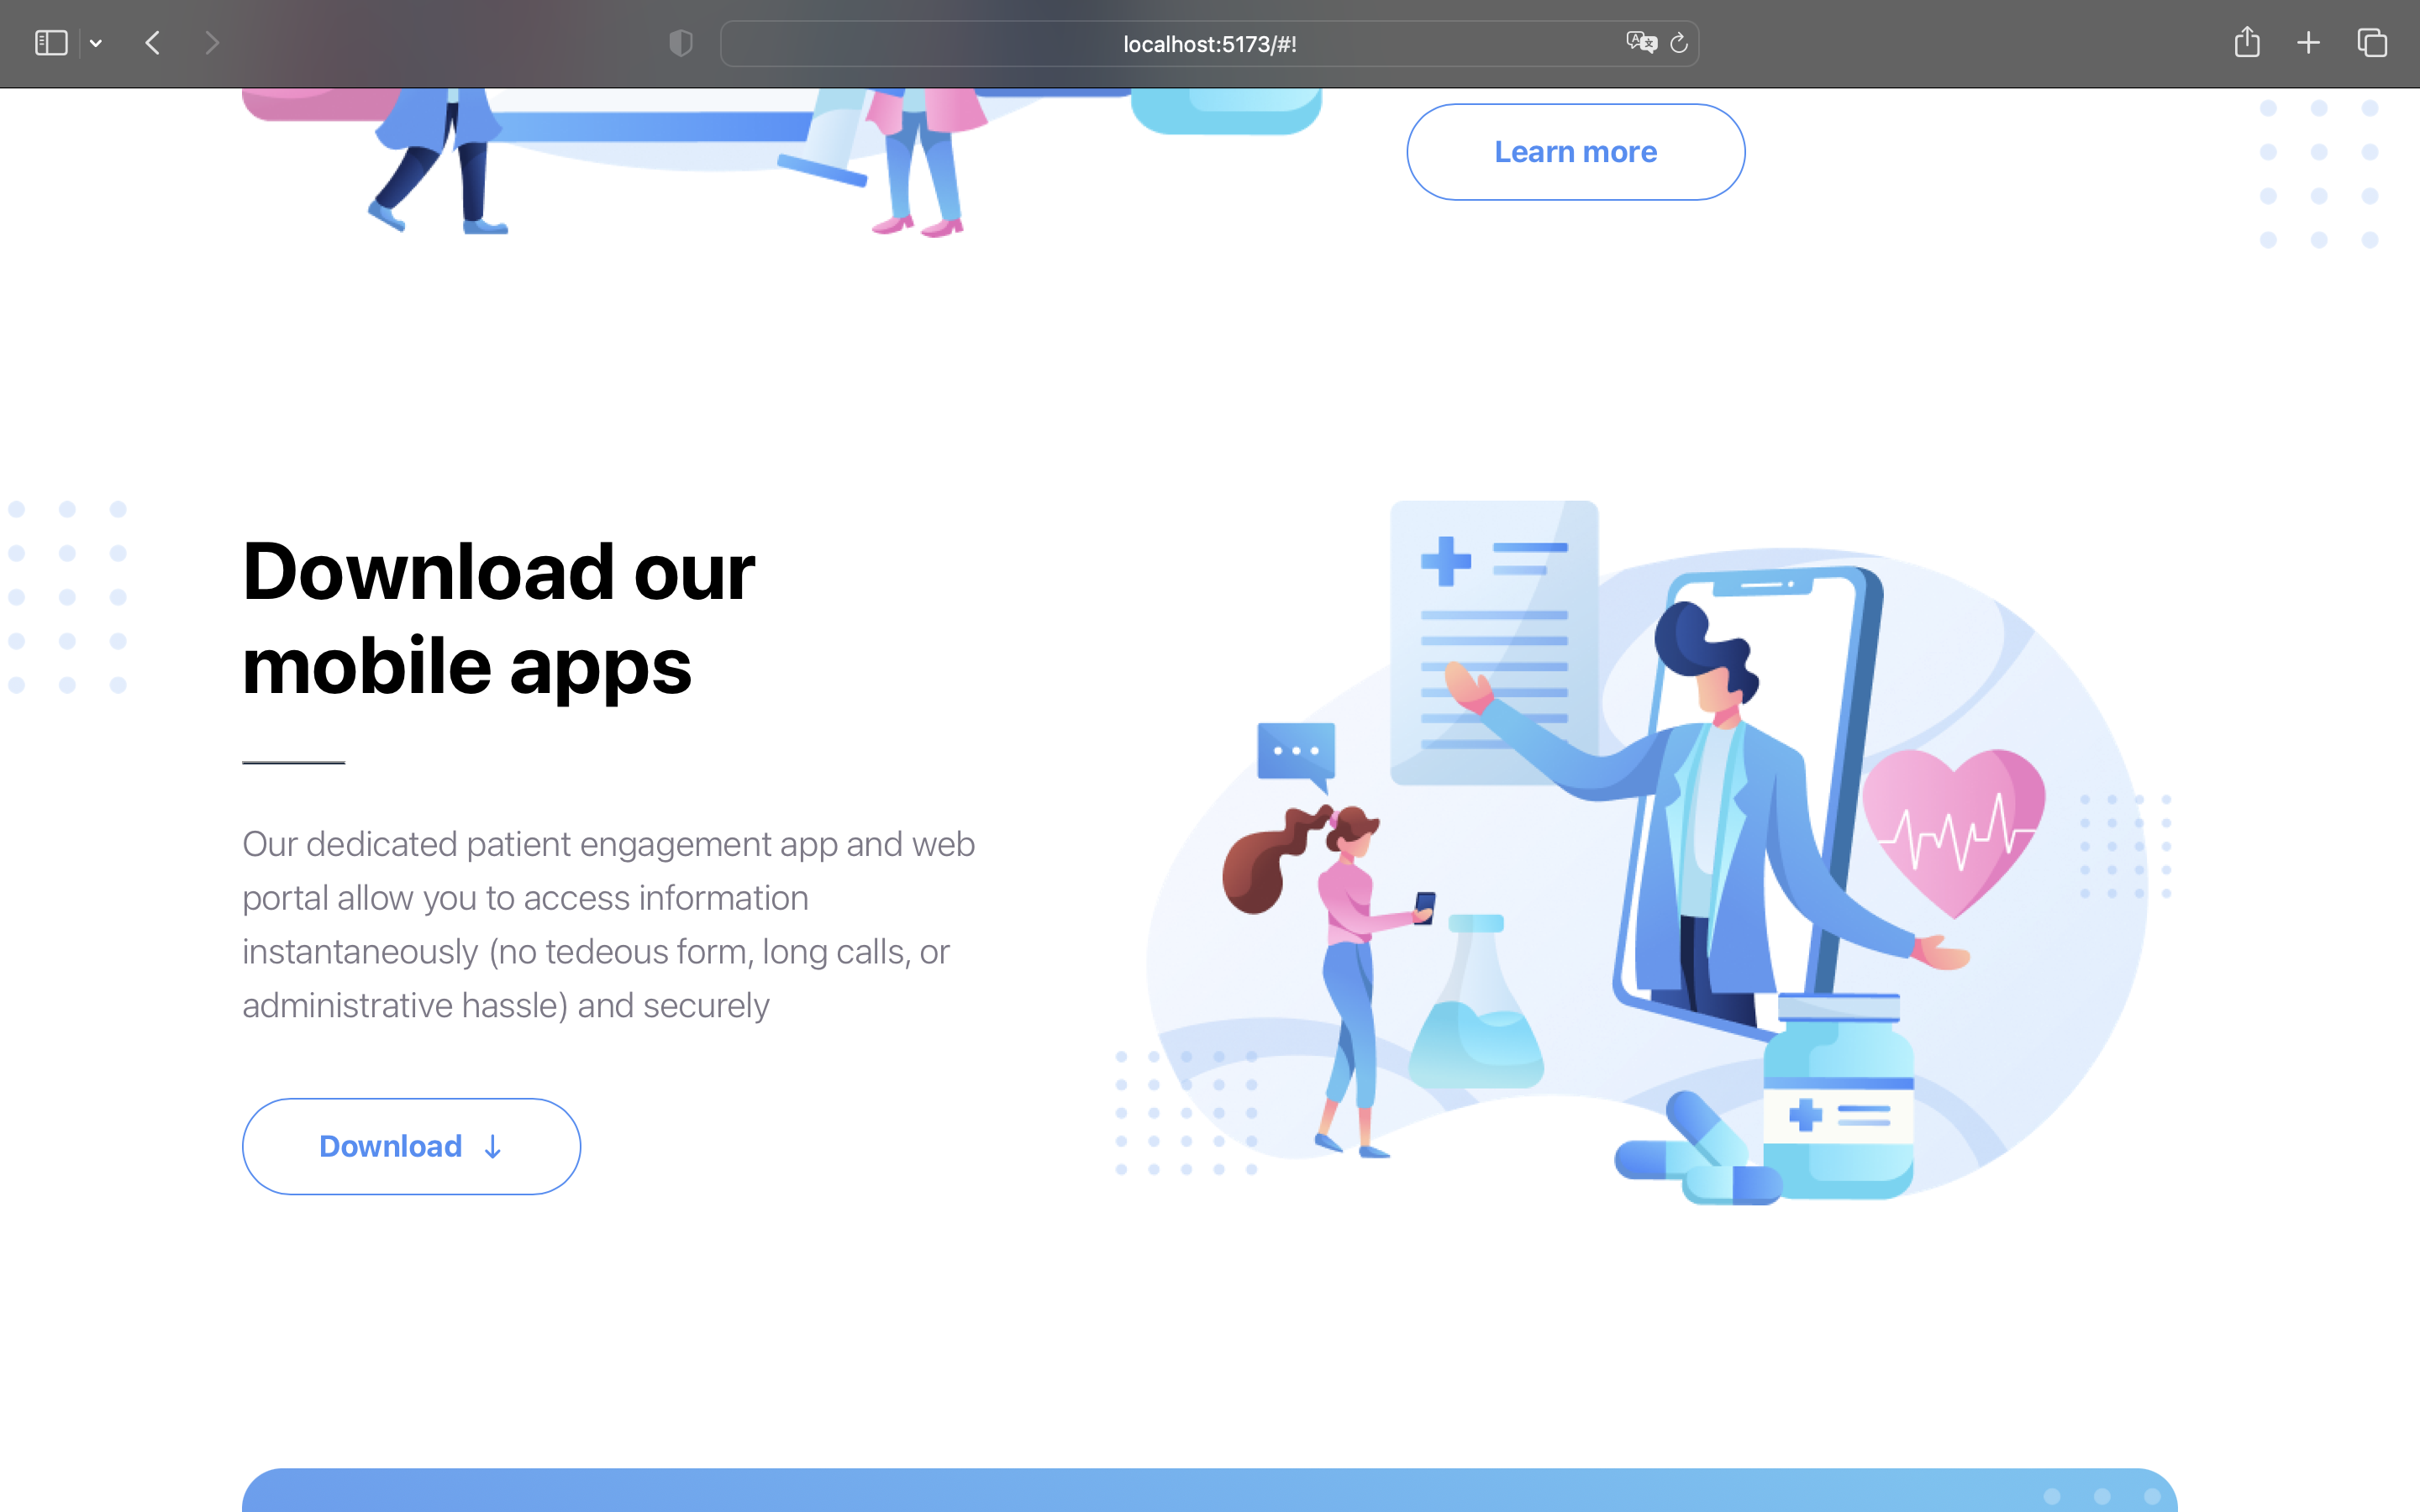 localhost:5173/#!
Learn more
Download our
mobile apps
Our dedicated patient engagement app and web
portal allow you to access information
instantaneously (no tedeous form, long calls, or
administrative hassle) and securely
Download ↓